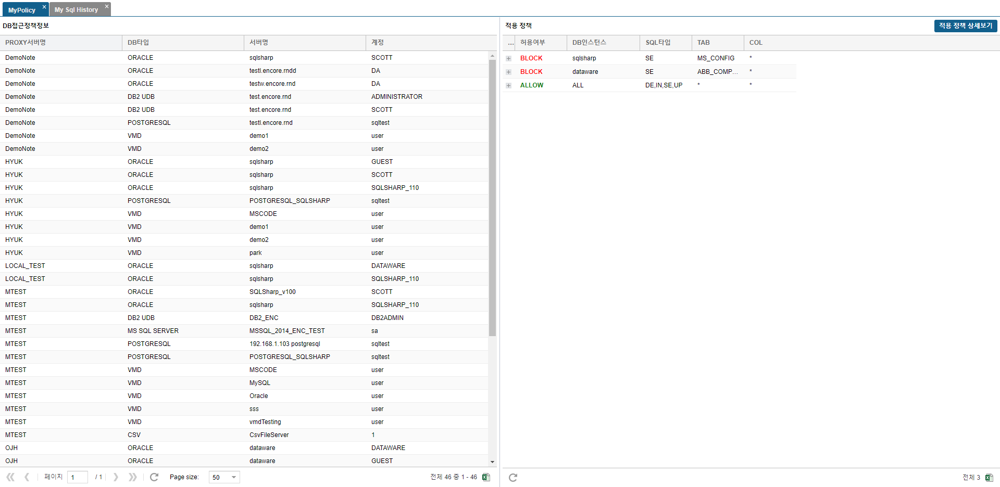 MyPolicy × My Sql History ×
DB접근정책정보
PROXY서버명 DB타입 서버명 계정
DemoNote ORACLE sqlsharp SCOTT
DemoNote ORACLE testl.encore.rndd DA
DemoNote ORACLE testw.encore.rnd DA
DemoNote DB2 UDB test.encore.rnd ADMINISTRATOR
DemoNote DB2 UDB test.encore.rnd SCOTT
DemoNote POSTGRESQL testl.encore.rnd sqltest
DemoNote VMD demo1 user
DemoNote VMD demo2 user
HYUK ORACLE sqlsharp GUEST
HYUK ORACLE sqlsharp SCOTT
HYUK ORACLE sqlsharp SQLSHARP_110
HYUK POSTGRESQL POSTGRESQL_SQLSHARP sqltest
HYUK VMD MSCODE user
HYUK VMD demo1 user
HYUK VMD demo2 user
HYUK VMD park user
LOCAL_TEST ORACLE sqlsharp DATAWARE
LOCAL_TEST ORACLE sqlsharp SQLSHARP_110
MTEST ORACLE SQLSharp_v100 SCOTT
MTEST ORACLE sqlsharp SQLSHARP_110
MTEST DB2 UDB DB2_ENC DB2ADMIN
MTEST MS SQL SERVER MSSQL_2014_ENC_TEST sa
MTEST POSTGRESQL 192.168.1.103 postgresql sqltest
MTEST POSTGRESQL POSTGRESQL_SQLSHARP sqltest
MTEST VMD MSCODE user
MTEST VMD MySQL user
MTEST VMD Oracle user
MTEST VMD sss user
MTEST VMD vmdTesting user
MTEST CSV CsvFileServer 1
OJH ORACLE dataware DATAWARE
OJH ORACLE dataware GUEST
페이지 1 / 1 Page size: 50 전체 46 중 1 - 46
적용 정책 적용 정책 상세보기
... 허용여부 DB인스턴스 SQL타입 TAB COL
BLOCK sqlsharp SE MS_CONFIG *
BLOCK dataware SE ABB_COMP... *
ALLOW ALL DE,IN,SE,UP * *
전체 3